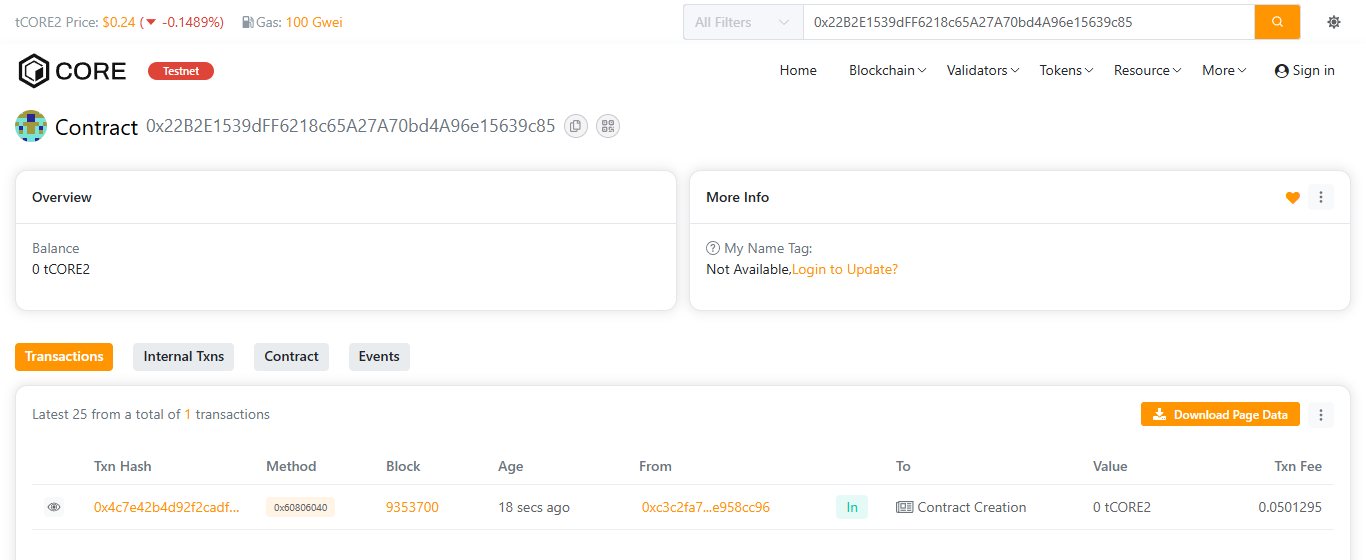 tCORE2 Price: $0.24 ( -0.1489%) Gas: 100 Gwei All Filters 0x22B2E1539dFF6218c65A27A70bd4A96e15639c85
CORE Testnet Home Blockchain Validators Tokens Resource More Sign in
Contract 0x22B2E1539dFF6218c65A27A70bd4A96e15639c85
Overview
Balance
0 tCORE2
More Info
? My Name Tag:
Not Available,Login to Update?
Transactions Internal Txns Contract Events
Latest 25 from a total of 1 transactions Download Page Data
Txn Hash Method Block Age From To Value Txn Fee
0x4c7e42b4d92f2cadf... 0x60806040 9353700 18 secs ago 0xc3c2fa7...e958cc96 In Contract Creation 0 tCORE2 0.0501295